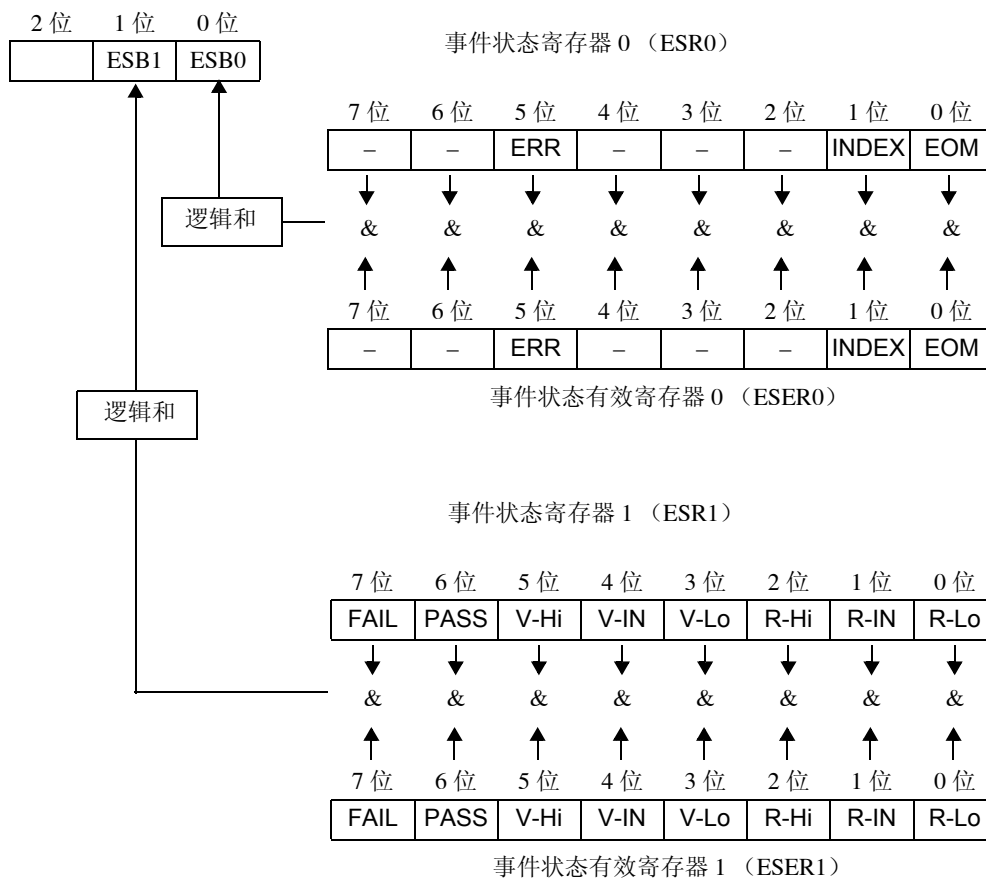 2 位 1 位 0 位
ESB1 ESB0
事件状态寄存器 0 （ESR0）
7 位 6 位 5 位 4 位 3 位 2 位 1 位 0 位
– – ERR – – – INDEX EOM
逻辑和
& & & & & & & &
7 位 6 位 5 位 4 位 3 位 2 位 1 位 0 位
– – ERR – – – INDEX EOM
事件状态有效寄存器 0 （ESER0）
逻辑和
事件状态寄存器 1 （ESR1）
7 位 6 位 5 位 4 位 3 位 2 位 1 位 0 位
FAIL PASS V-Hi V-IN V-Lo R-Hi R-IN R-Lo
& & & & & & & &
7 位 6 位 5 位 4 位 3 位 2 位 1 位 0 位
FAIL PASS V-Hi V-IN V-Lo R-Hi R-IN R-Lo
事件状态有效寄存器 1 （ESER1）